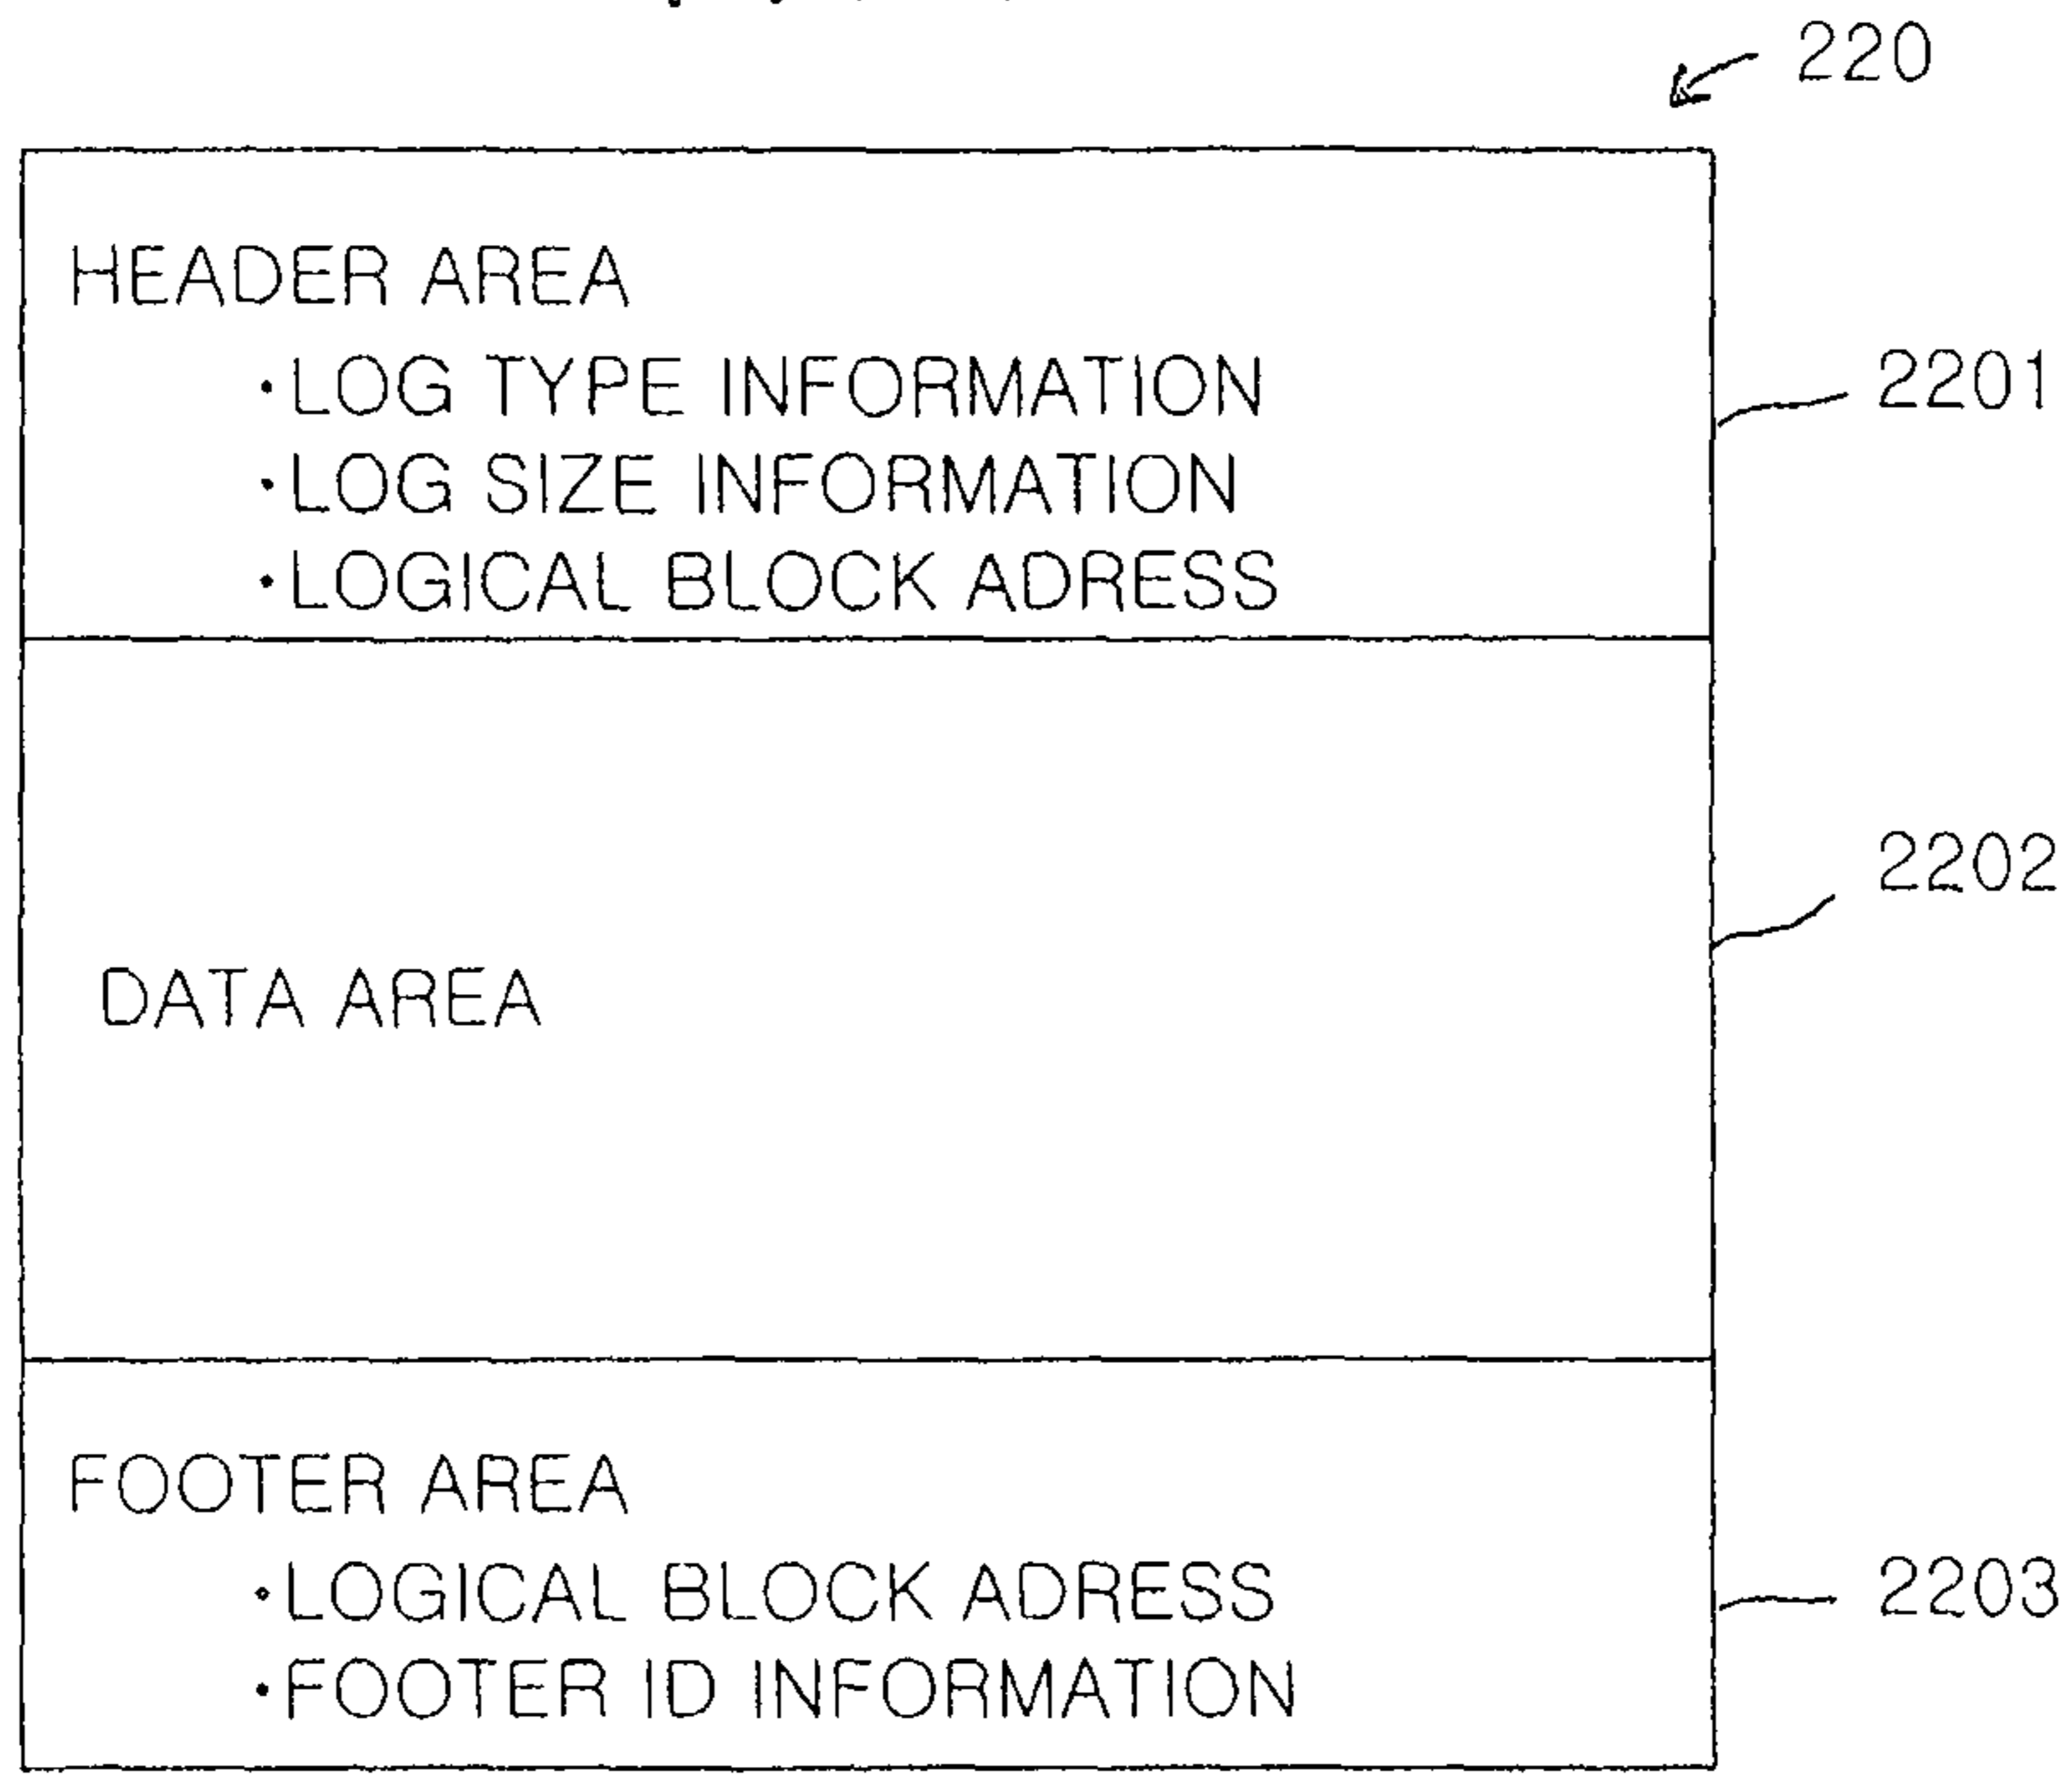 220
HEADER AREA
·LOG TYPE INFORMATION
2201
·LOG SIZE INFORMATION
·LOGICAL BLOCK ADRESS
2202
DATA AREA
FOOTER AREA
·LOGICAL BLOCK ADRESS
2203
·FOOTER ID INFORMATION